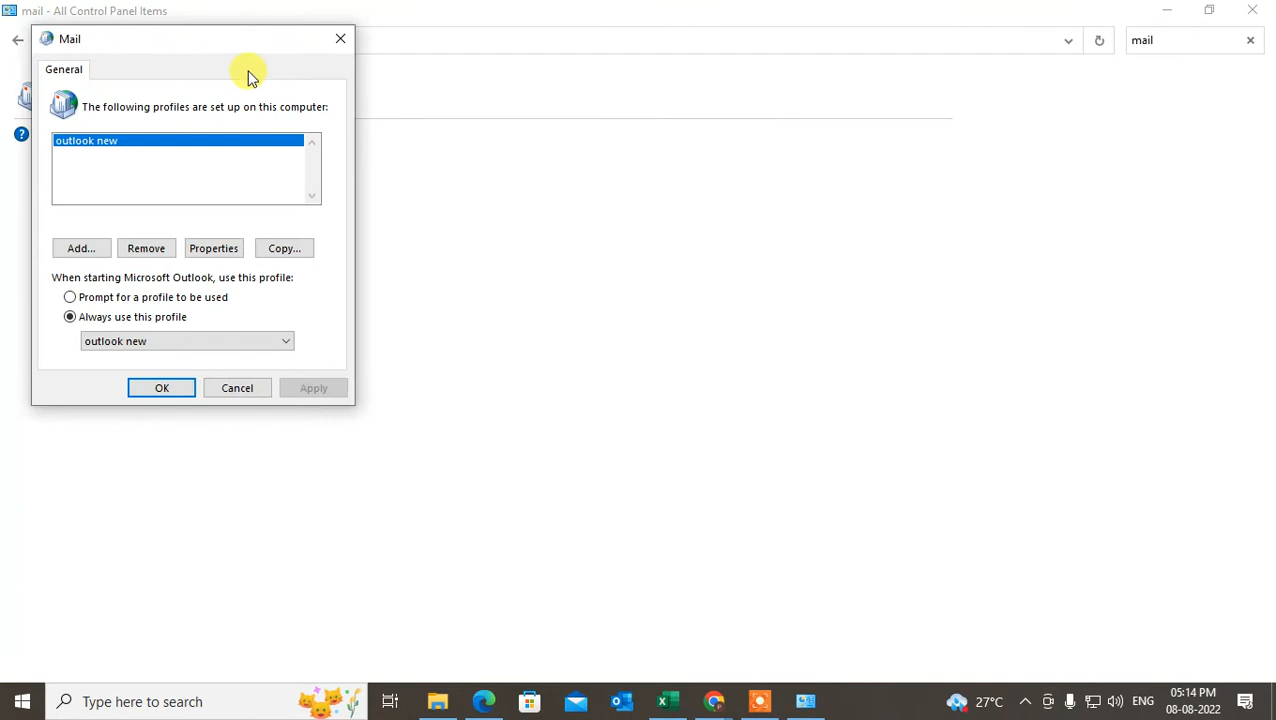 mail - All Control Panel Items
Mail
mail
General
The following profiles are set up on this computer:
outlook new
Add...
Remove
Properties
Copy...
When starting Microsoft Outlook, use this profile:
Prompt for a profile to be used
Always use this profile
outlook new
OK
Cancel
Apply
Type here to search
27°C
ENG
05:14 PM
08-08-2022